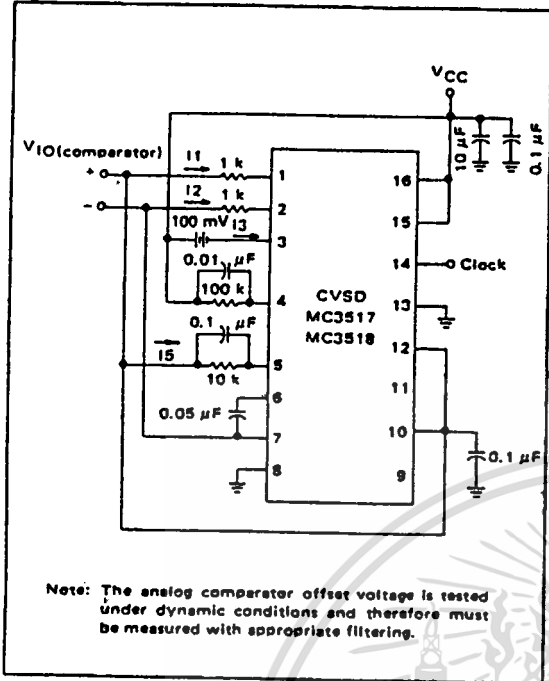 VCC
10 µF
0.1 µF
VIO(comparator)
+
I1
1 k
1
16
−
I2
1 k
2
15
100 mV
I3
3
0.01 µF
14
Clock
100 k
4
CVSD
MC3517
MC3518
13
0.1 µF
12
I5
10 k
5
11
6
0.05 µF
7
10
0.1 µF
8
9
Note: The analog comparator offset voltage is tested
under dynamic conditions and therefore must
be measured with appropriate filtering.